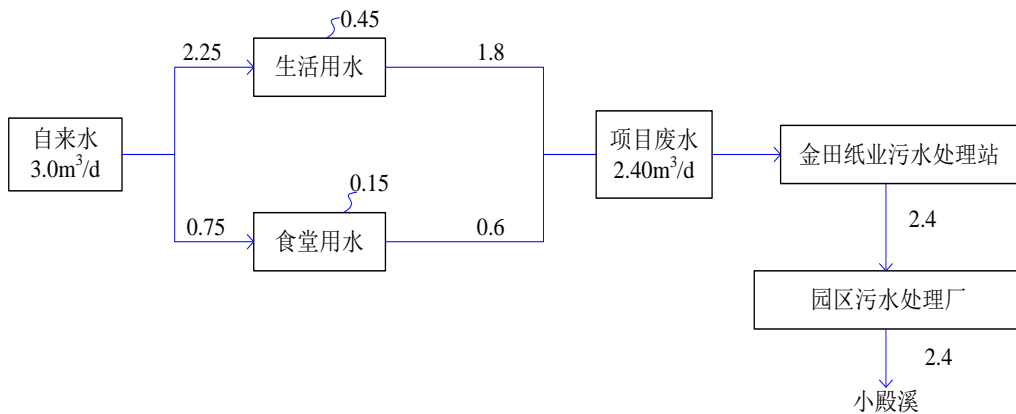 0.45
2.25
生活用水
1.8
自来水
3.0m³/d
项目废水
2.40m³/d
金田纸业污水处理站
0.15
0.75
食堂用水
0.6
2.4
园区污水处理厂
2.4
小殿溪